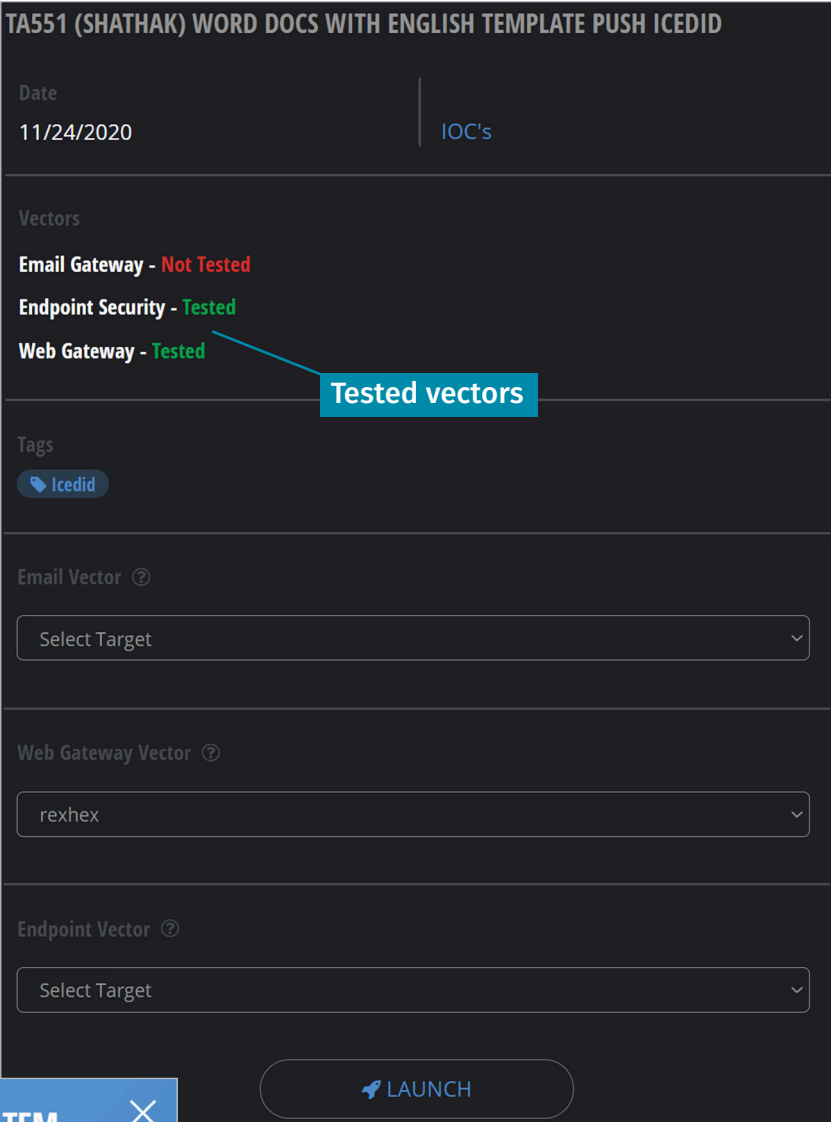 TA551 (SHATHAK) WORD DOCS WITH ENGLISH TEMPLATE PUSH ICEDID
Date
11/24/2020
IOC's
Vectors
Email Gateway - Not Tested
Endpoint Security - Tested
Web Gateway - Tested
Tested vectors
Tags
Icedid
Email Vector
Select Target
Web Gateway Vector
rexhex
Endpoint Vector
Select Target
LAUNCH